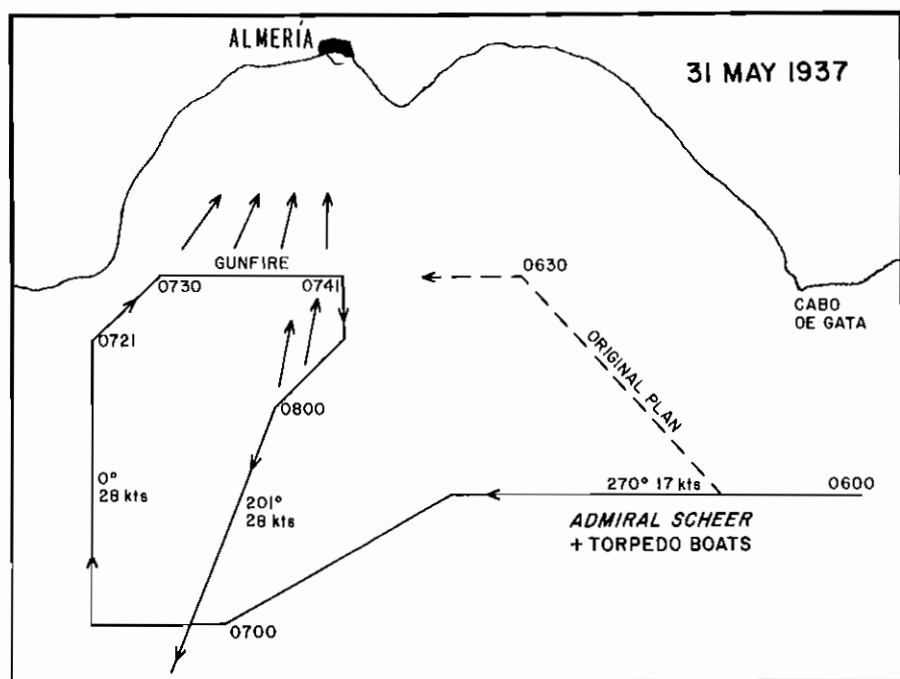 ALMERÍA
31 MAY 1937
GUNFIRE
0730
0741
0630
CABO
DE GATA
0721
ORIGINAL PLAN
0800
0°
28 kts
201°
28 kts
270° 17 kts
0600
ADMIRAL SCHEER
+ TORPEDO BOATS
0700